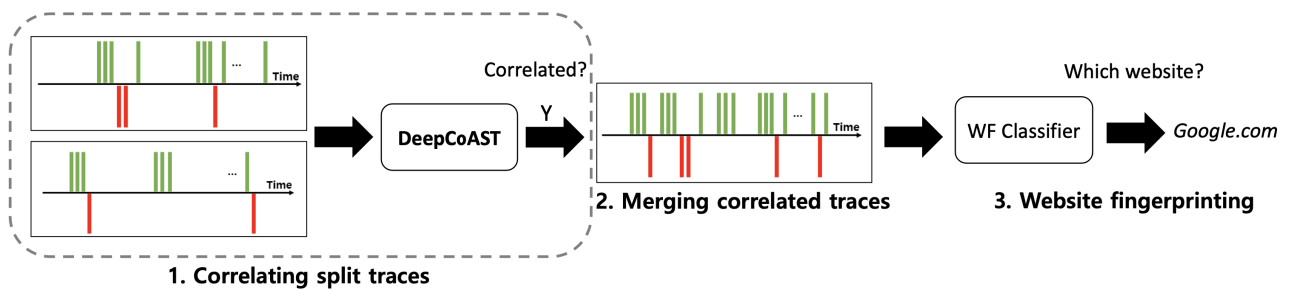 ...
Time
...
Time
1. Correlating split traces
DeepCoAST
Correlated?
Y
...
Time
2. Merging correlated traces
WF Classifier
Which website?
Google.com
3. Website fingerprinting